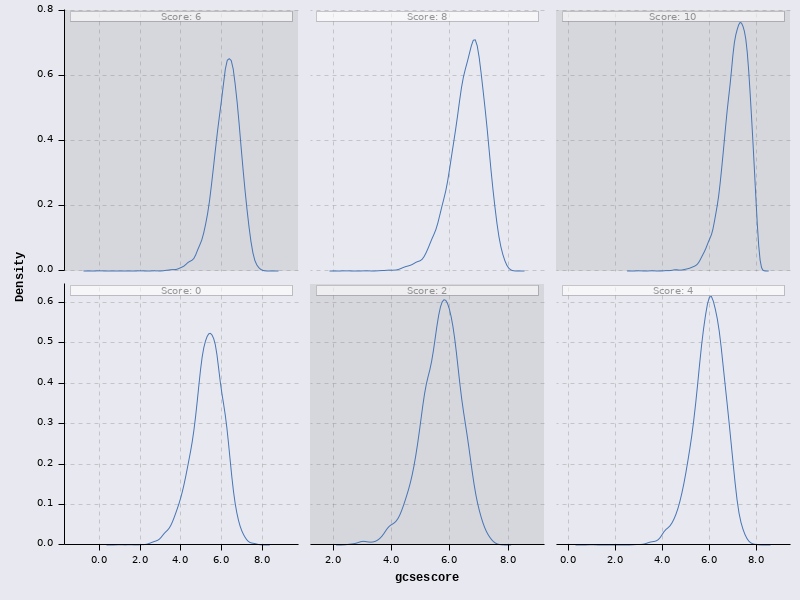 Score: 6
Score: 8
Score: 10
0.8
0.6
0.4
0.2
0.0
Density
Score: 0
Score: 2
Score: 4
0.6
0.5
0.4
0.3
0.2
0.1
0.0
0.0 2.0 4.0 6.0 8.0
2.0 4.0 6.0 8.0
0.0 2.0 4.0 6.0 8.0
gcsescore